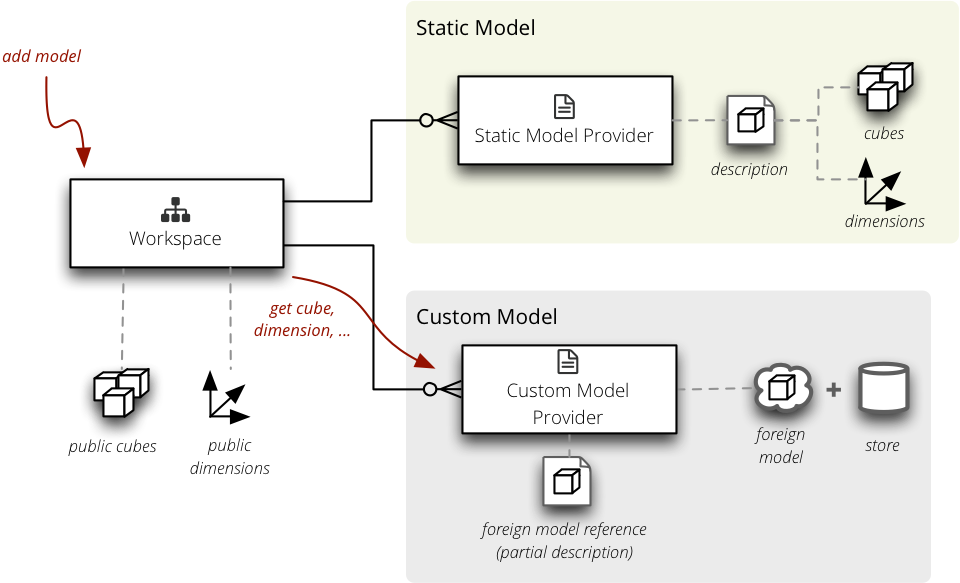 Static Model
add model
Static Model Provider
cubes
description
dimensions
Workspace
get cube,
dimension, ...
Custom Model
Custom Model
Provider
public cubes
public
dimensions
foreign
model
store
foreign model reference
(partial description)